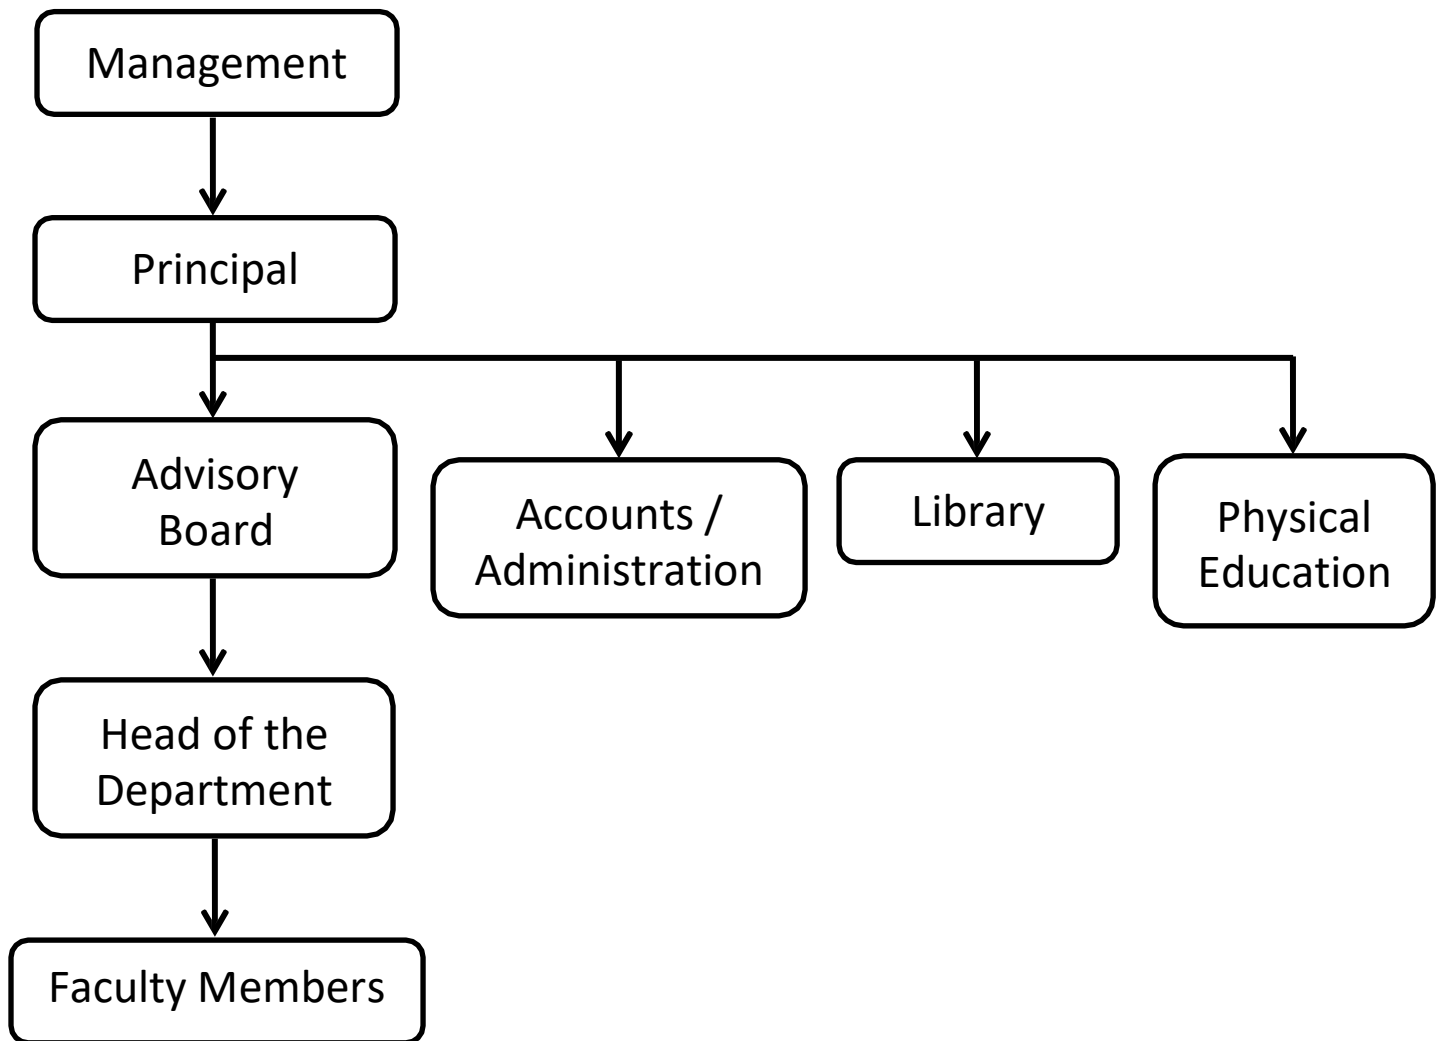 Management
Principal
Advisory
Board
Accounts /
Administration
Library
Physical
Education
Head of the
Department
Faculty Members